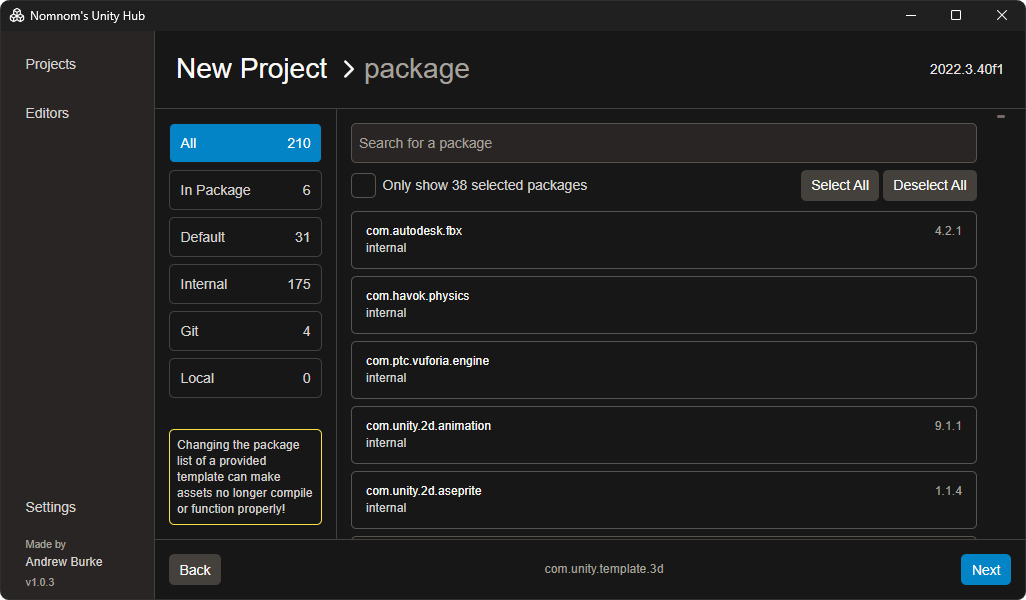 Nomnom's Unity Hub
Projects
Editors
Settings
Made by
Andrew Burke
v1.0.3
New Project > package
2022.3.40f1
All 210
In Package 6
Default 31
Internal 175
Git 4
Local 0
Changing the package
list of a provided
template can make
assets no longer compile
or function properly!
Search for a package
Only show 38 selected packages
Select All
Deselect All
com.autodesk.fbx 4.2.1
internal
com.havok.physics
internal
com.ptc.vuforia.engine
internal
com.unity.2d.animation 9.1.1
internal
com.unity.2d.aseprite 1.1.4
internal
Back
com.unity.template.3d
Next